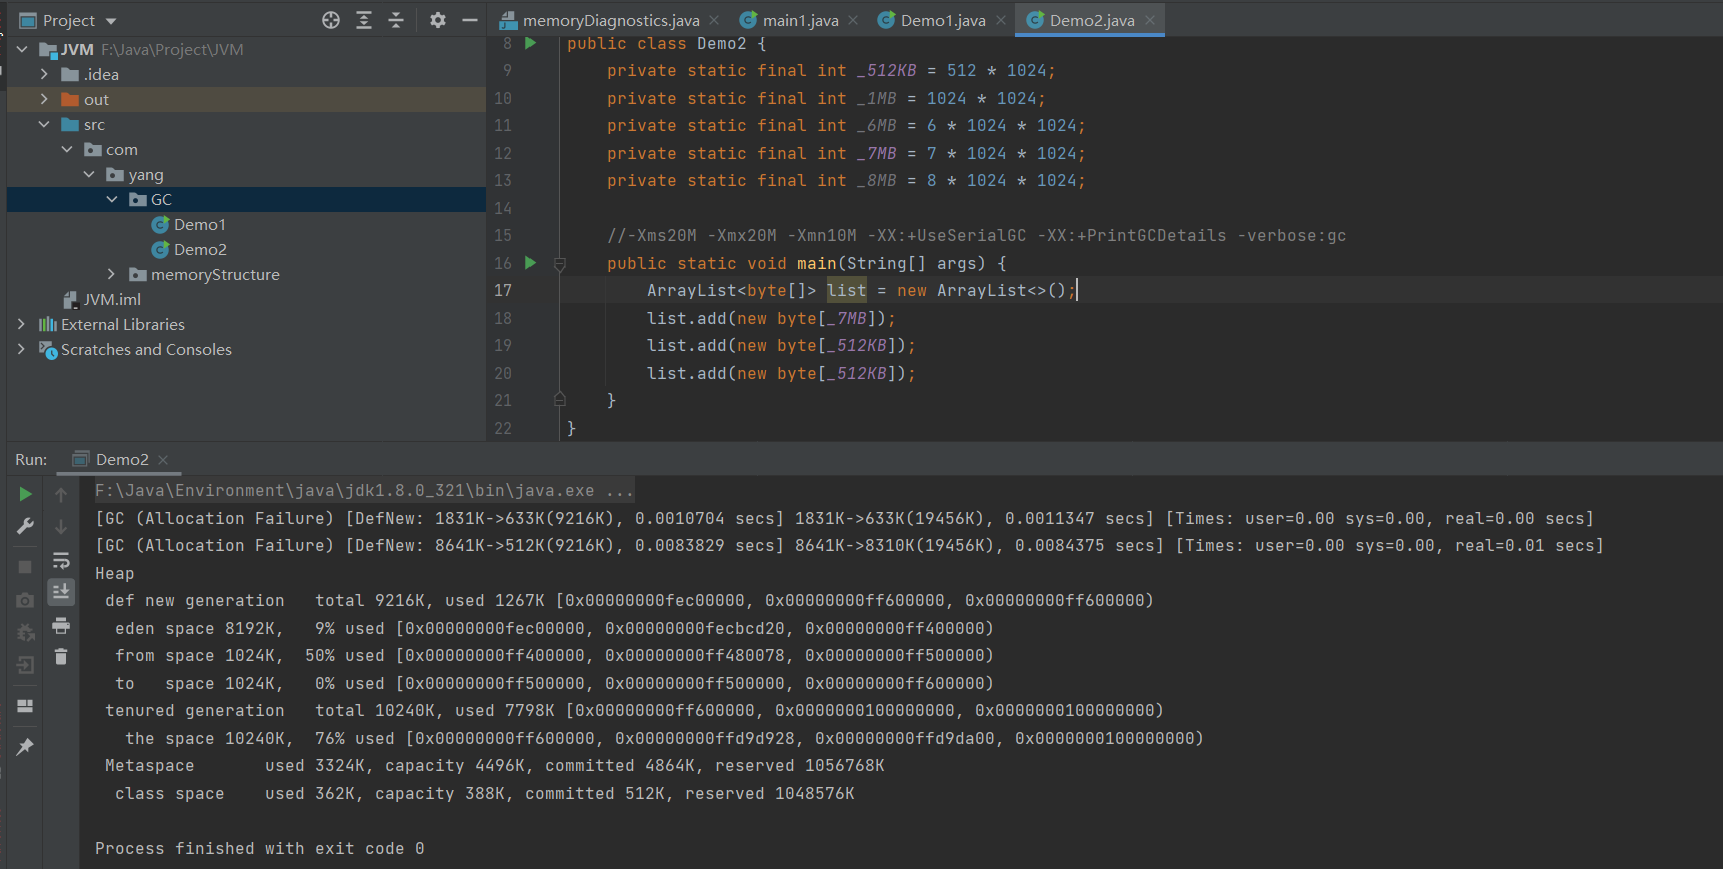 Project
JVM F:\Java\Project\JVM
.idea
out
src
com
yang
GC
Demo1
Demo2
memoryStructure
JVM.iml
External Libraries
Scratches and Consoles
memoryDiagnostics.java
main1.java
Demo1.java
Demo2.java
8 public class Demo2 {
9 private static final int _512KB = 512 * 1024;
10 private static final int _1MB = 1024 * 1024;
11 private static final int _6MB = 6 * 1024 * 1024;
12 private static final int _7MB = 7 * 1024 * 1024;
13 private static final int _8MB = 8 * 1024 * 1024;
14
15 //-Xms20M -Xmx20M -Xmn10M -XX:+UseSerialGC -XX:+PrintGCDetails -verbose:gc
16 public static void main(String[] args) {
17 ArrayList<byte[]> list = new ArrayList<>();
18 list.add(new byte[_7MB]);
19 list.add(new byte[_512KB]);
20 list.add(new byte[_512KB]);
21 }
22 }
Run: Demo2
F:\Java\Environment\java\jdk1.8.0_321\bin\java.exe ...
[GC (Allocation Failure) [DefNew: 1831K->633K(9216K), 0.0010704 secs] 1831K->633K(19456K), 0.0011347 secs] [Times: user=0.00 sys=0.00, real=0.00 secs]
[GC (Allocation Failure) [DefNew: 8641K->512K(9216K), 0.0083829 secs] 8641K->8310K(19456K), 0.0084375 secs] [Times: user=0.00 sys=0.00, real=0.01 secs]
Heap
def new generation total 9216K, used 1267K [0x00000000fec00000, 0x00000000ff600000, 0x00000000ff600000)
eden space 8192K, 9% used [0x00000000fec00000, 0x00000000fecbcd20, 0x00000000ff400000)
from space 1024K, 50% used [0x00000000ff400000, 0x00000000ff480078, 0x00000000ff500000)
to space 1024K, 0% used [0x00000000ff500000, 0x00000000ff500000, 0x00000000ff600000)
tenured generation total 10240K, used 7798K [0x00000000ff600000, 0x0000000100000000, 0x0000000100000000)
the space 10240K, 76% used [0x00000000ff600000, 0x00000000ffd9d928, 0x00000000ffd9da00, 0x0000000100000000)
Metaspace used 3324K, capacity 4496K, committed 4864K, reserved 1056768K
class space used 362K, capacity 388K, committed 512K, reserved 1048576K
Process finished with exit code 0